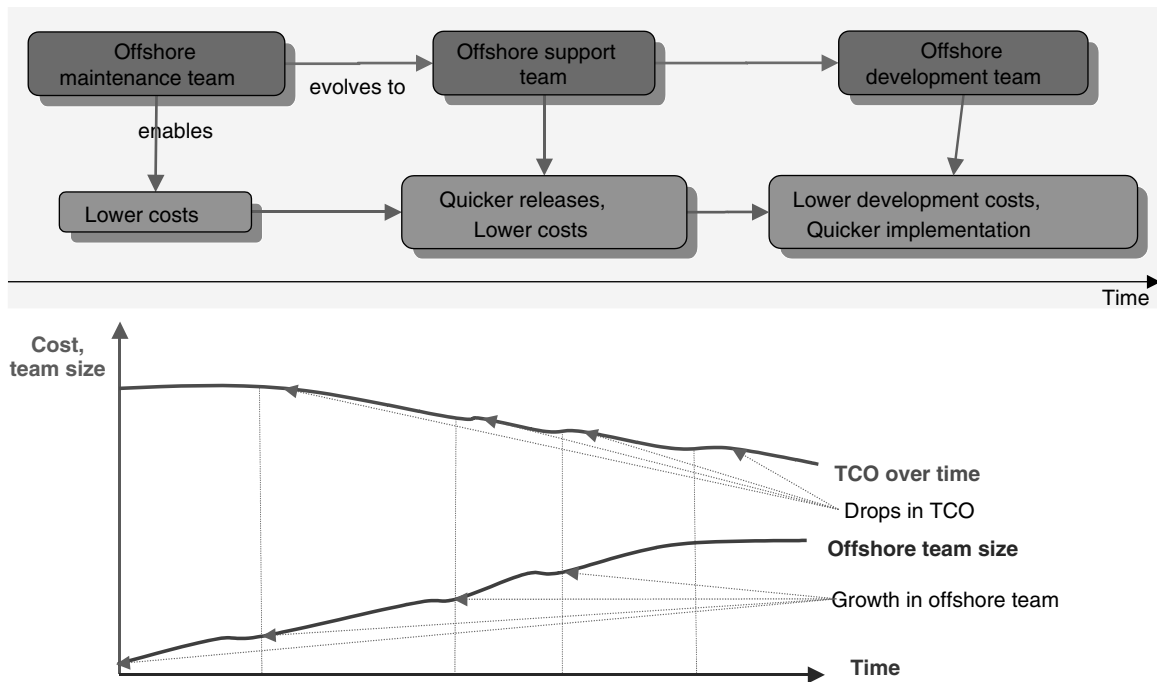 Offshore
maintenance team
evolves to
Offshore support
team
Offshore
development team
enables
Lower costs
Quicker releases,
Lower costs
Lower development costs,
Quicker implementation
Time
Cost,
team size
TCO over time
Drops in TCO
Offshore team size
Growth in offshore team
Time